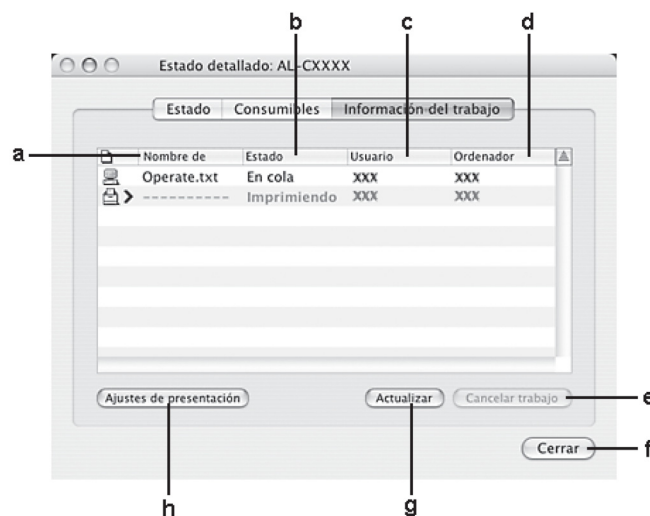 b c d
Estado detallado: AL-CXXXX
Estado Consumibles Información del trabajo
a Nombre de Estado Usuario Ordenador
Operate.txt En cola XXX XXX
---------- Imprimiendo XXX XXX
Ajustes de presentación Actualizar Cancelar trabajo e
Cerrar f
h g